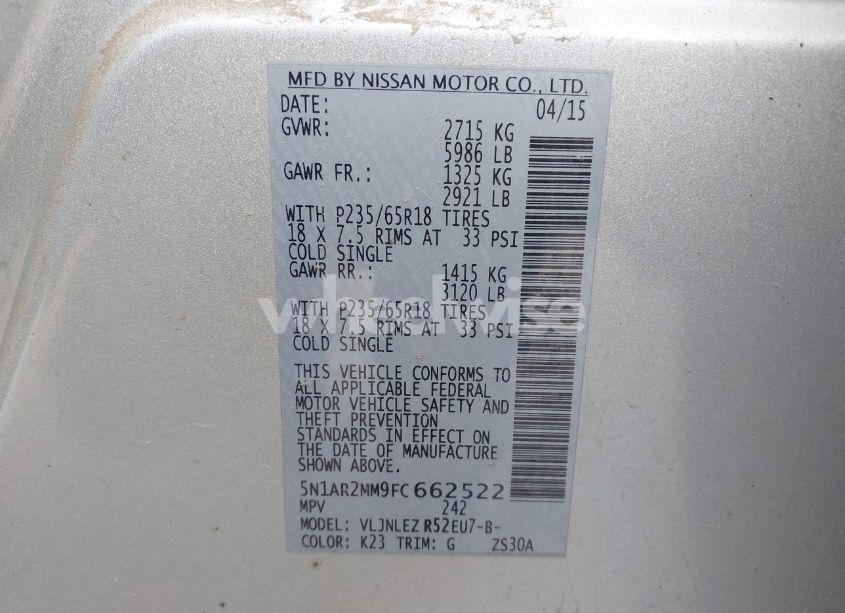 MFD BY NISSAN MOTOR CO., LTD.
DATE: 04/15
GVWR: 2715 KG
5986 LB
GAWR FR.: 1325 KG
2921 LB
WITH P235/65R18 TIRES
18 X 7.5 RIMS AT 33 PSI
COLD SINGLE
GAWR RR.: 1415 KG
3120 LB
WITH P235/65R18 TIRES
18 X 7.5 RIMS AT 33 PSI
COLD SINGLE
THIS VEHICLE CONFORMS TO
ALL APPLICABLE FEDERAL
MOTOR VEHICLE SAFETY AND
THEFT PREVENTION
STANDARDS IN EFFECT ON
THE DATE OF MANUFACTURE
SHOWN ABOVE.
5N1AR2MM9FC662522
MPV 242
MODEL: VLJNLEZ R52EU7-B-
COLOR: K23 TRIM: G ZS30A
wheelwise